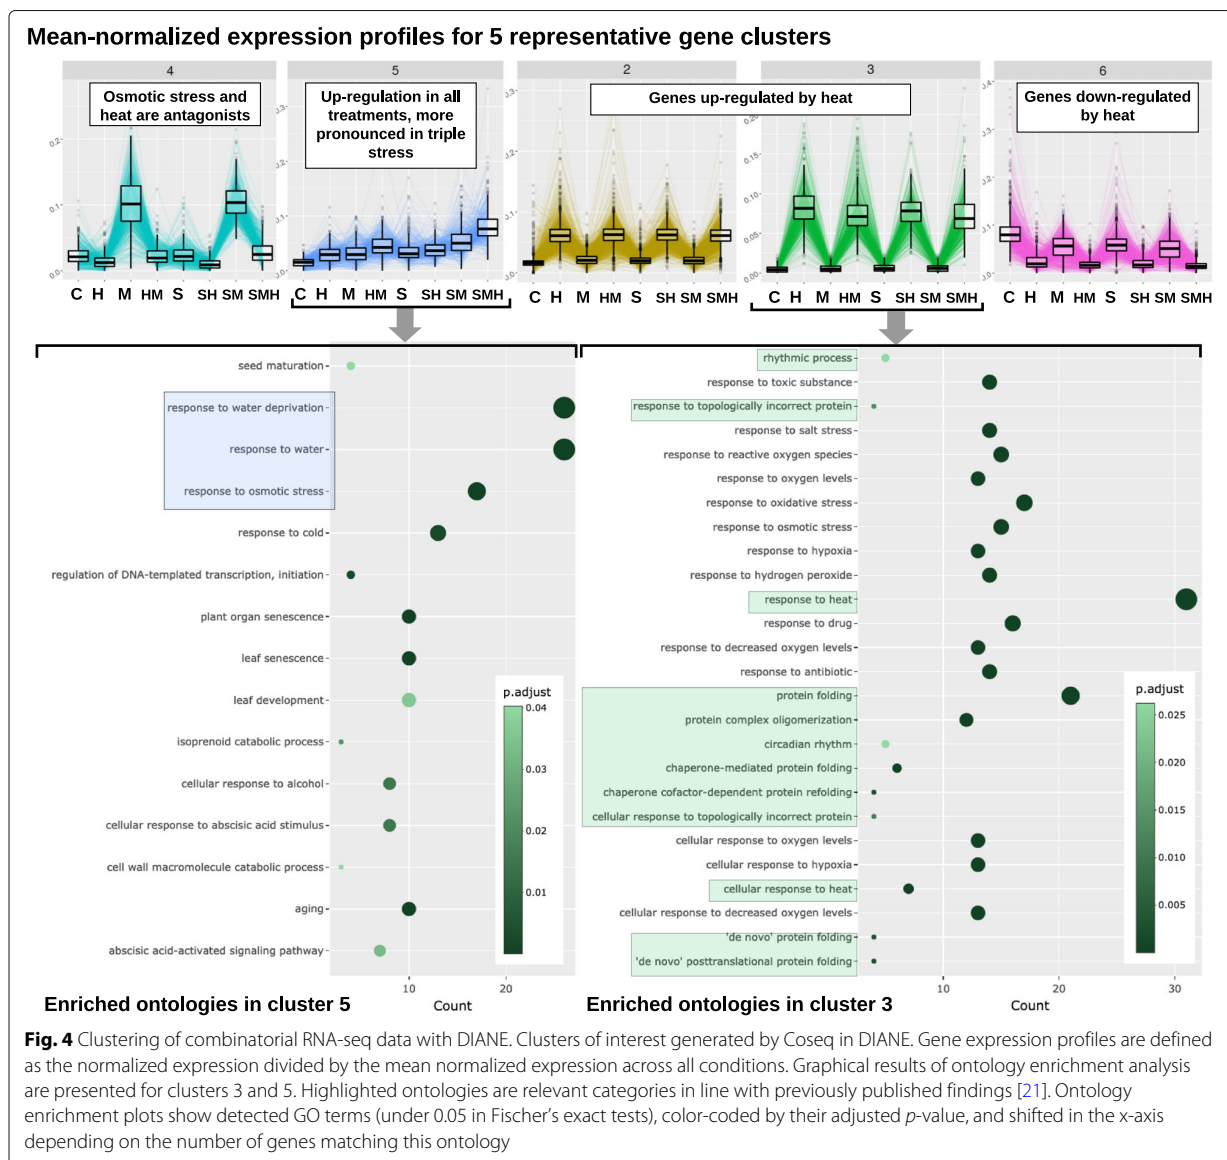 Mean-normalized expression profiles for 5 representative gene clusters
4
5
2
3
6
Osmotic stress and
heat are antagonists
Up-regulation in all
treatments, more
pronounced in triple
stress
Genes up-regulated by heat
Genes down-regulated
by heat
C H M HM S SH SM SMH
C H M HM S SH SM SMH
C H M HM S SH SM SMH
C H M HM S SH SM SMH
C H M HM S SH SM SMH
seed maturation
response to water deprivation
response to water
response to osmotic stress
response to cold
regulation of DNA-templated transcription, initiation
plant organ senescence
leaf senescence
leaf development
isoprenoid catabolic process
cellular response to alcohol
cellular response to abscisic acid stimulus
cell wall macromolecule catabolic process
aging
abscisic acid-activated signaling pathway
p.adjust
0.04
0.03
0.02
0.01
10
20
Count
Enriched ontologies in cluster 5
rhythmic process
response to toxic substance
response to topologically incorrect protein
response to salt stress
response to reactive oxygen species
response to oxygen levels
response to oxidative stress
response to osmotic stress
response to hypoxia
response to hydrogen peroxide
response to heat
response to drug
response to decreased oxygen levels
response to antibiotic
protein folding
protein complex oligomerization
circadian rhythm
chaperone-mediated protein folding
chaperone cofactor-dependent protein refolding
cellular response to topologically incorrect protein
cellular response to oxygen levels
cellular response to hypoxia
cellular response to heat
cellular response to decreased oxygen levels
'de novo' protein folding
'de novo' posttranslational protein folding
p.adjust
0.025
0.020
0.015
0.010
0.005
10
20
30
Count
Enriched ontologies in cluster 3
Fig. 4 Clustering of combinatorial RNA-seq data with DIANE. Clusters of interest generated by Coseq in DIANE. Gene expression profiles are defined
as the normalized expression divided by the mean normalized expression across all conditions. Graphical results of ontology enrichment analysis
are presented for clusters 3 and 5. Highlighted ontologies are relevant categories in line with previously published findings [21]. Ontology
enrichment plots show detected GO terms (under 0.05 in Fischer's exact tests), color-coded by their adjusted p-value, and shifted in the x-axis
depending on the number of genes matching this ontology